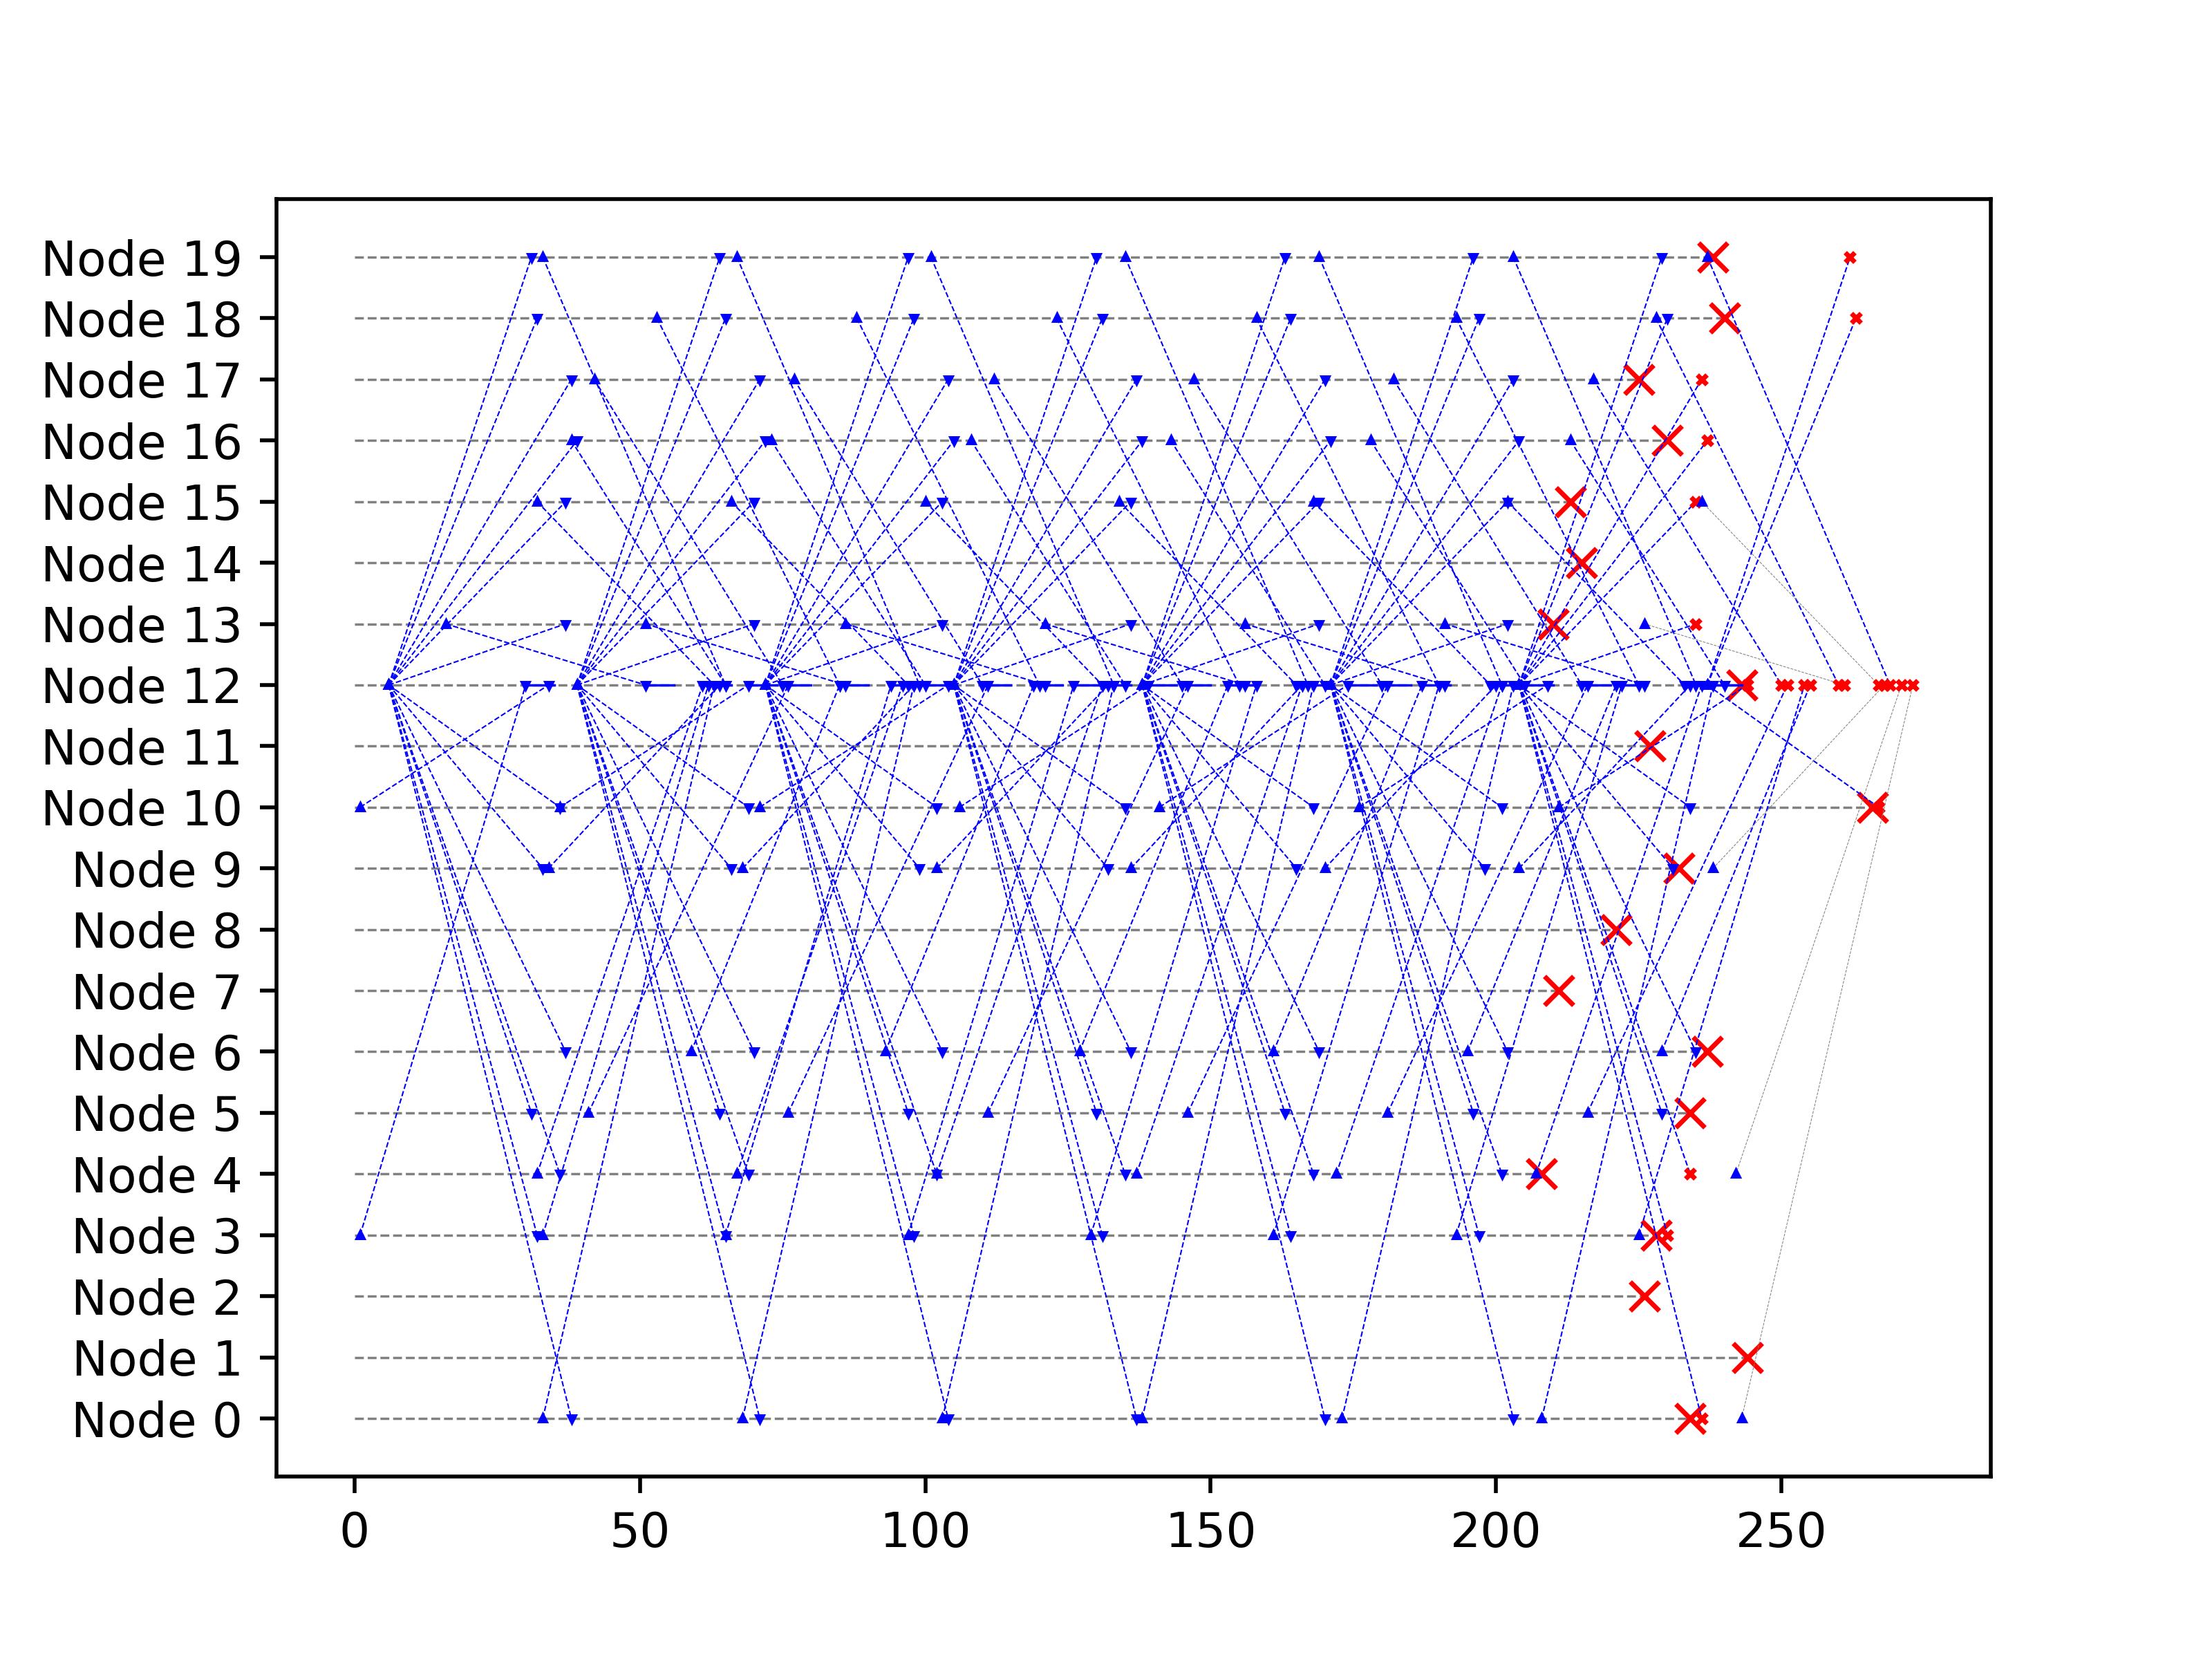 Node 19
Node 18
Node 17
Node 16
Node 15
Node 14
Node 13
Node 12
Node 11
Node 10
Node 9
Node 8
Node 7
Node 6
Node 5
Node 4
Node 3
Node 2
Node 1
Node 0
0 50 100 150 200 250